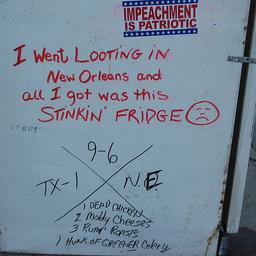 IMPEACHMENT
IS PATRIOTIC
I WENT LOOTING IN
NEW ORLEANS and
all I got was this
STINKIN' FRIDGE
9-6
TX-1
N.E
1 DEAD CHICKEN
2 Moldy Cheeses
3 Rump Roasts
1 HUNK OF GREENER Celery